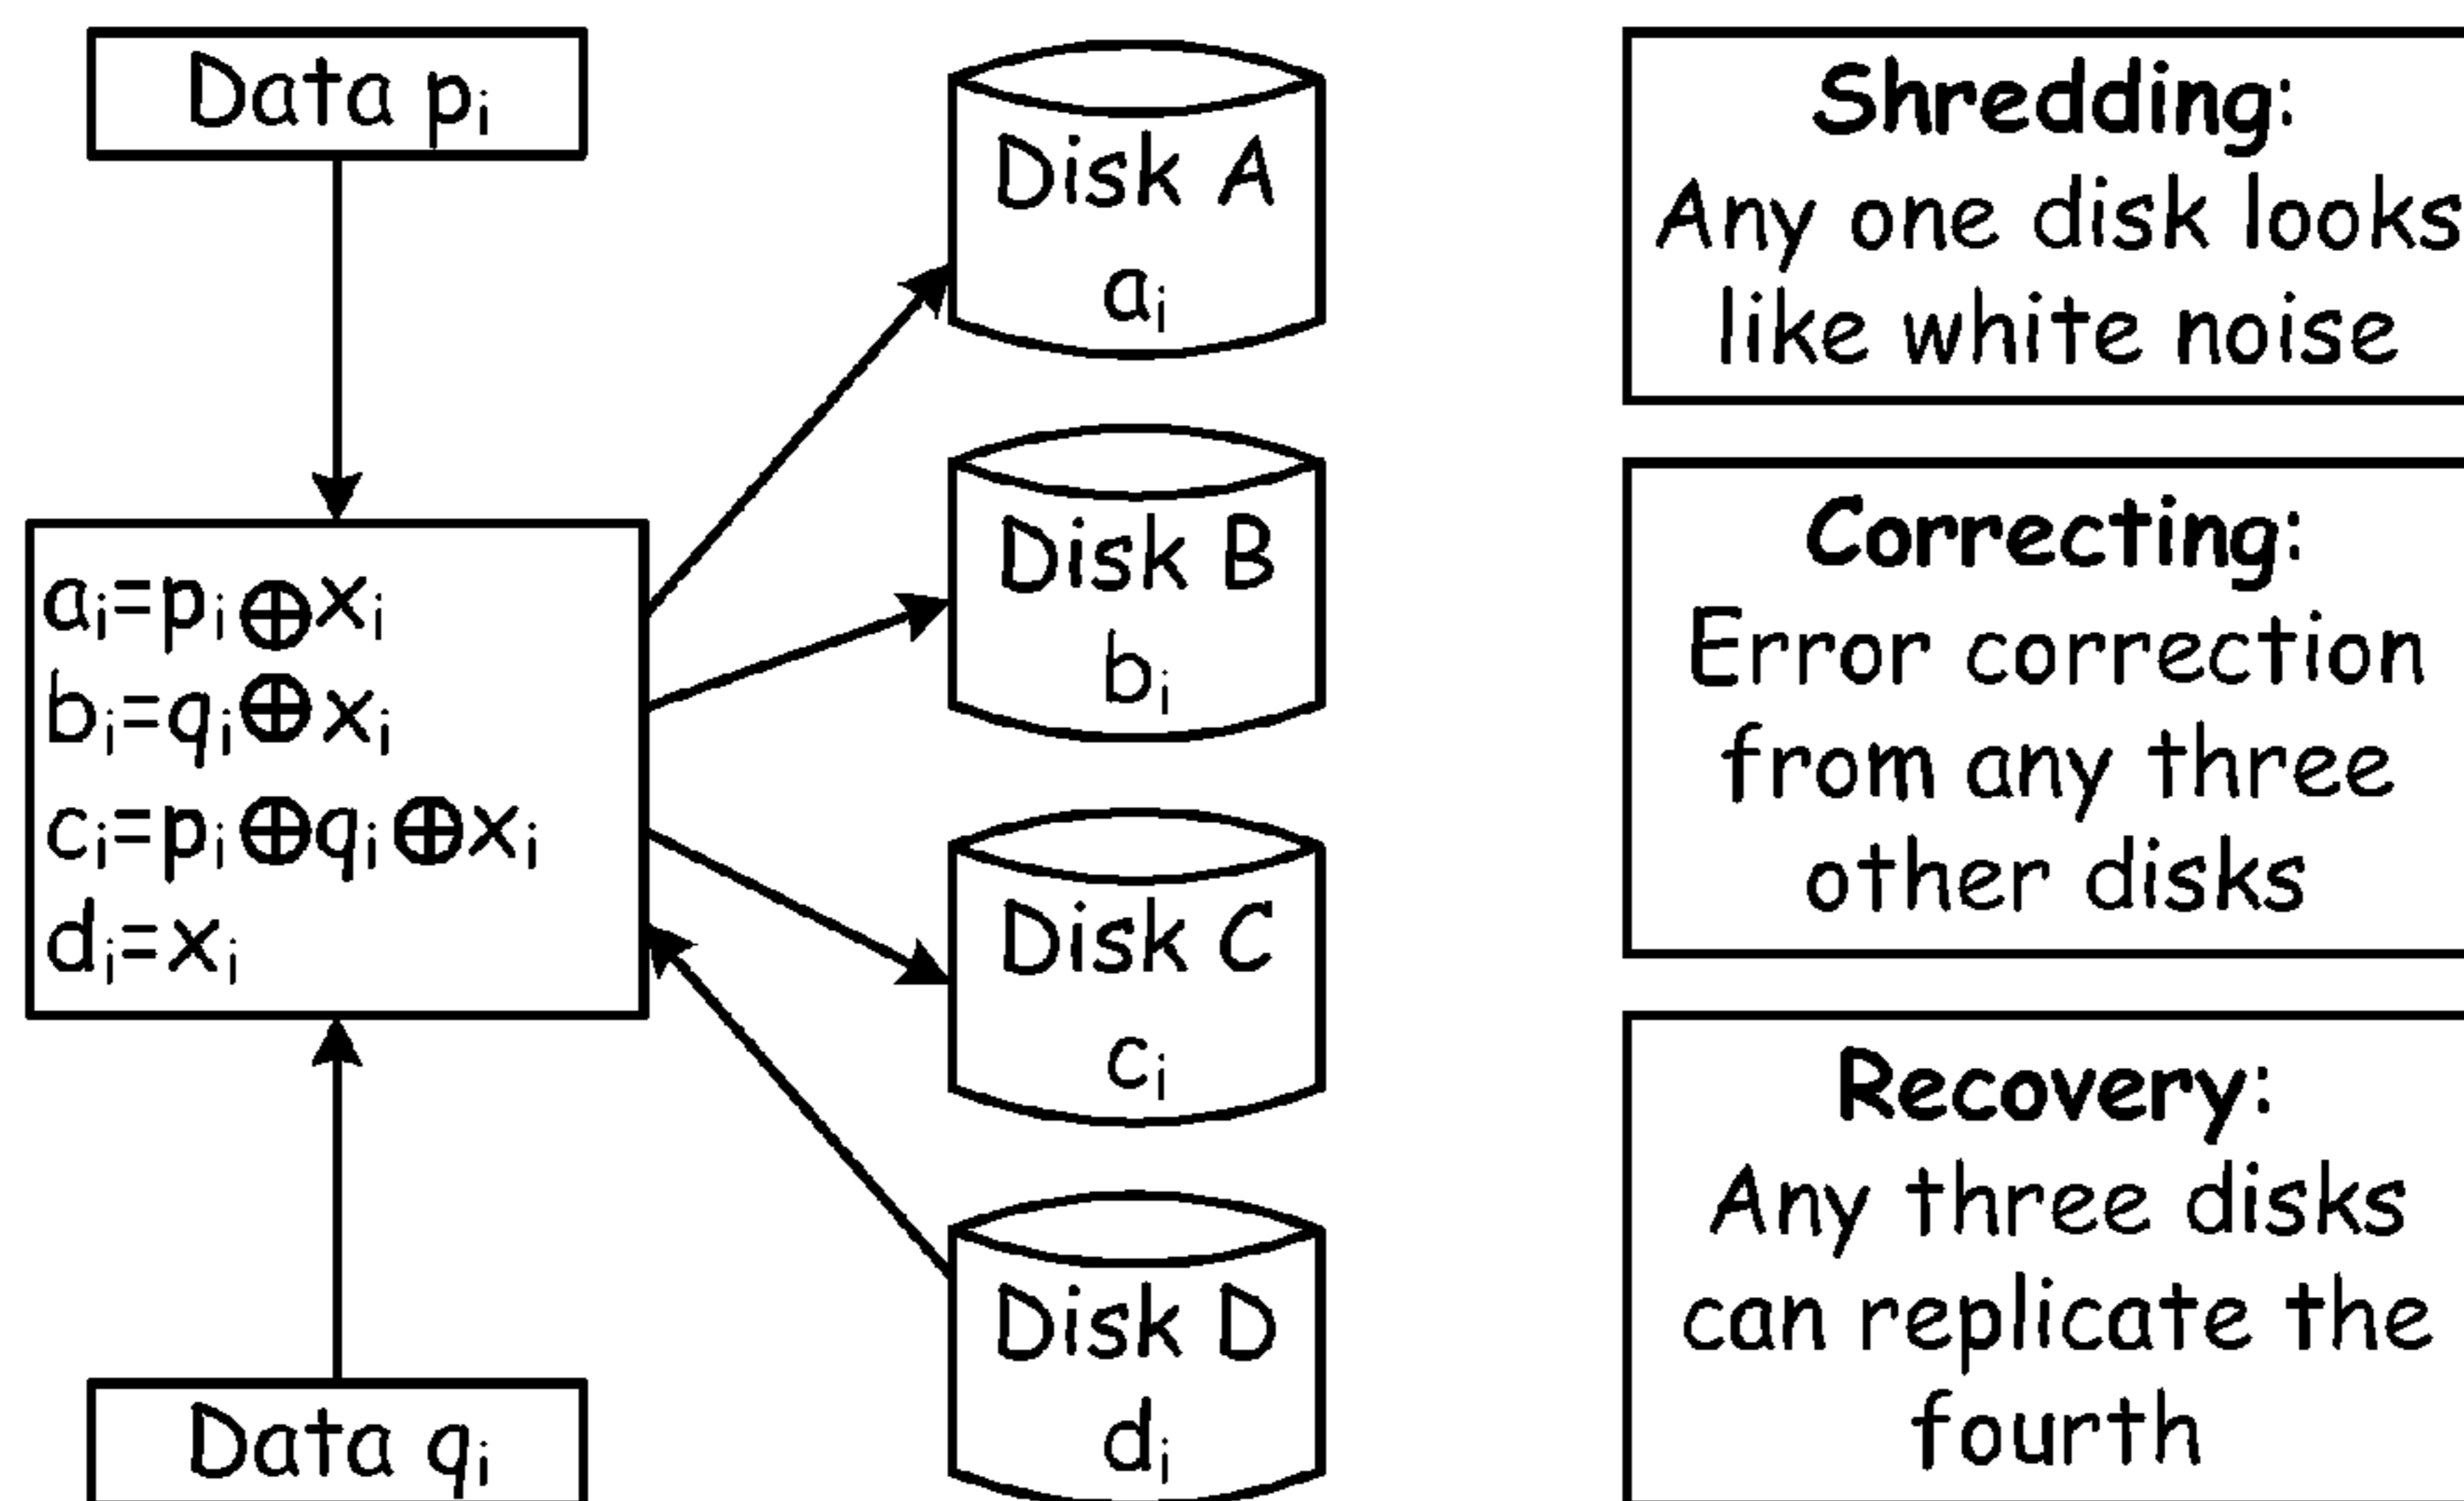 Data pᵢ
aᵢ=pᵢ⊕xᵢ
bᵢ=qᵢ⊕xᵢ
cᵢ=pᵢ⊕qᵢ⊕xᵢ
dᵢ=xᵢ
Data qᵢ
Disk A
aᵢ
Disk B
bᵢ
Disk C
cᵢ
Disk D
dᵢ
Shredding:
Any one disk looks
like white noise
Correcting:
Error correction
from any three
other disks
Recovery:
Any three disks
can replicate the
fourth